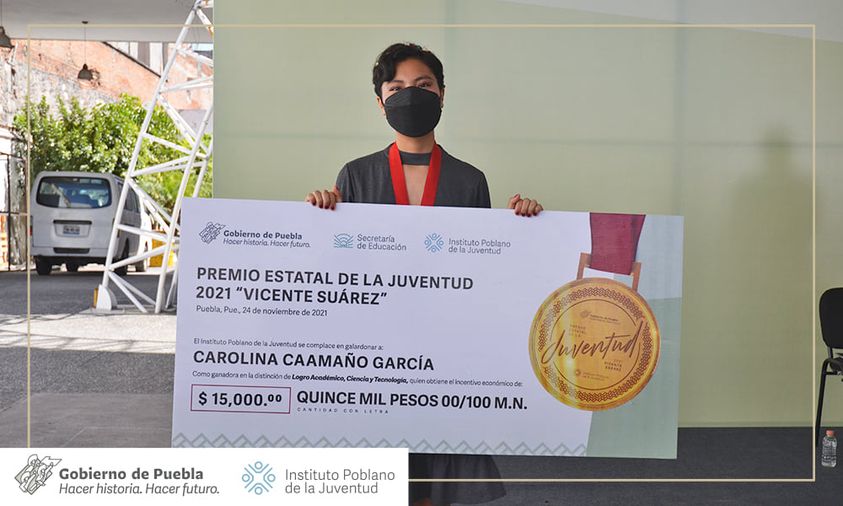 Gobierno de Puebla
Hacer historia. Hacer futuro.
Secretaría
de Educación
Instituto Poblano
de la Juventud
PREMIO ESTATAL DE LA JUVENTUD
2021 “VICENTE SUÁREZ”
Puebla, Pue., 24 de noviembre de 2021
El Instituto Poblano de la Juventud se complace en galardonar a:
CAROLINA CAAMAÑO GARCÍA
Como ganadora en la distinción de Logro Académico, Ciencia y Tecnología, quien obtiene el incentivo económico de:
$ 15,000.00
QUINCE MIL PESOS 00/100 M.N.
CANTIDAD CON LETRA
Juventud
Gobierno de Puebla
Hacer historia. Hacer futuro.
Instituto Poblano
de la Juventud